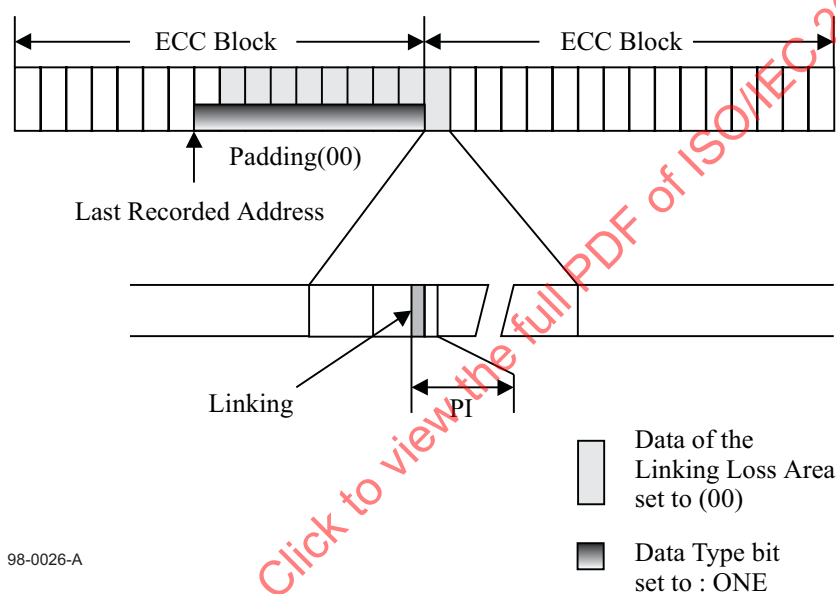 ECC Block
ECC Block
Padding(00)
Last Recorded Address
Linking
PI
Data of the
Linking Loss Area
set to (00)
Data Type bit
set to : ONE
98-0026-A
Click to view the full PDF of ISO/IEC